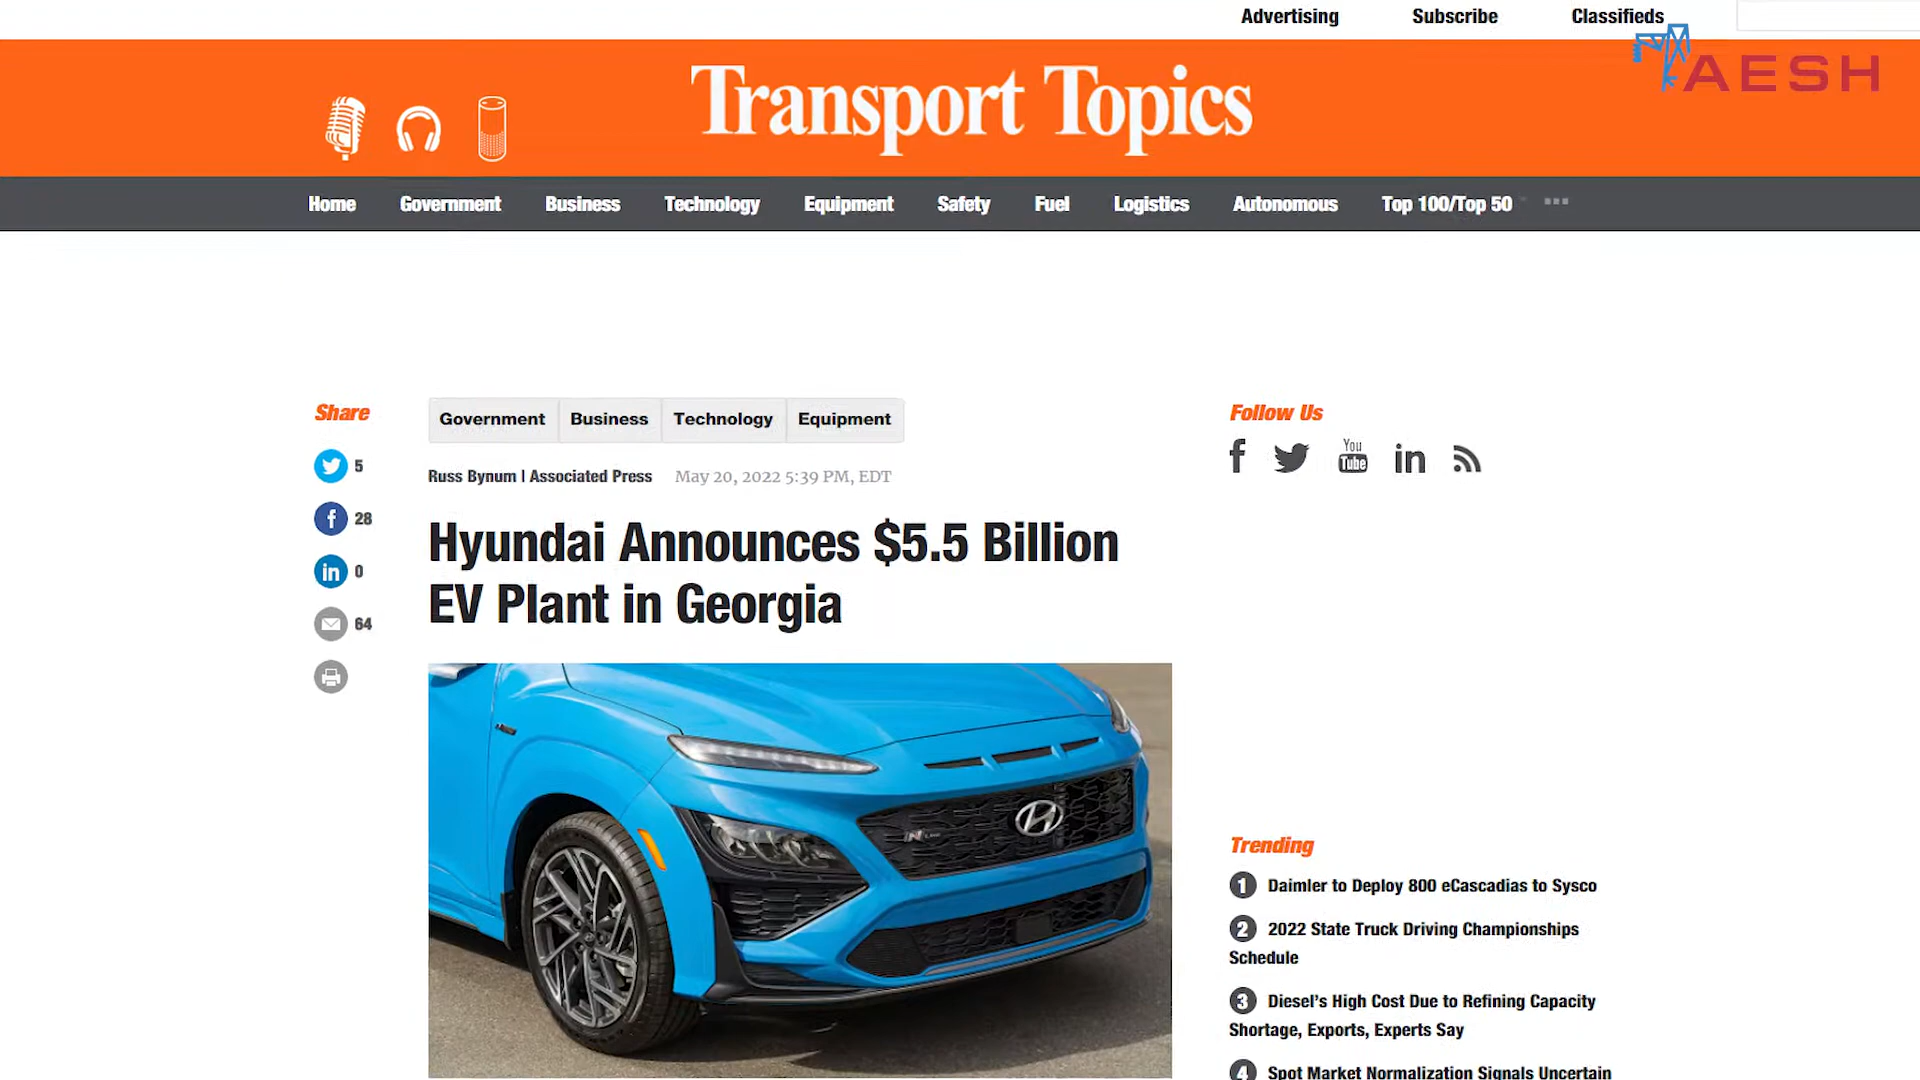 Advertising Subscribe Classifieds
AESH
Transport Topics
Home Government Business Technology Equipment Safety Fuel Logistics Autonomous Top 100/Top 50
Share
Government Business Technology Equipment
Follow Us
You
Tube
5
Russ Bynum | Associated Press May 20, 2022 5:39 PM, EDT
28
Hyundai Announces $5.5 Billion
EV Plant in Georgia
in 0
64
Trending
1 Daimler to Deploy 800 eCascadias to Sysco
2 2022 State Truck Driving Championships
Schedule
3 Diesel's High Cost Due to Refining Capacity
Shortage, Exports, Experts Say
4 Spot Market Normalization Signals Uncertain